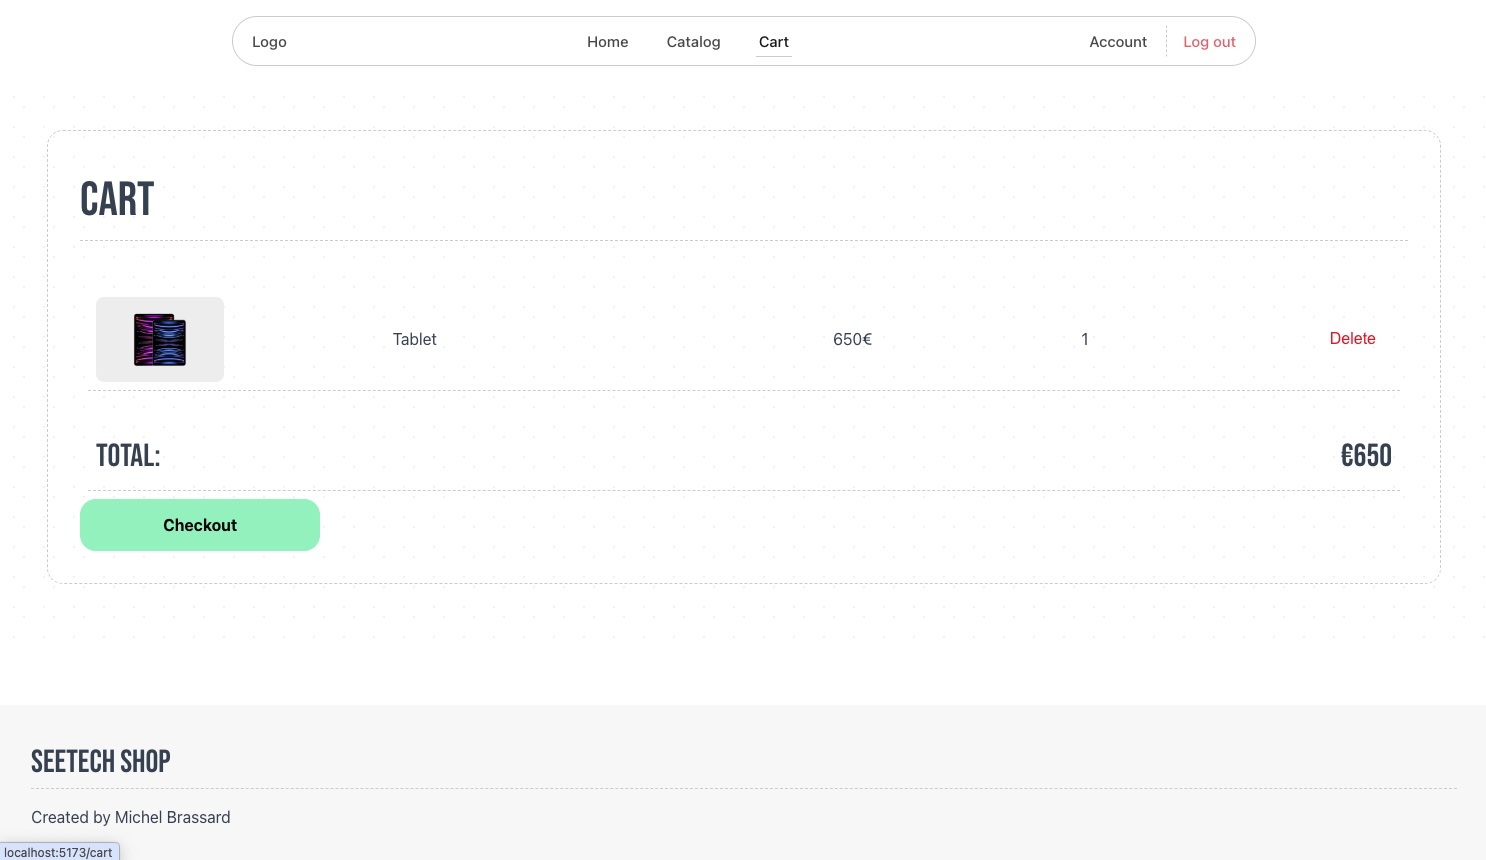 Logo Home Catalog Cart Account Log out
CART
Tablet 650€ 1 Delete
TOTAL: €650
Checkout
SEETECH SHOP
Created by Michel Brassard
localhost:5173/cart